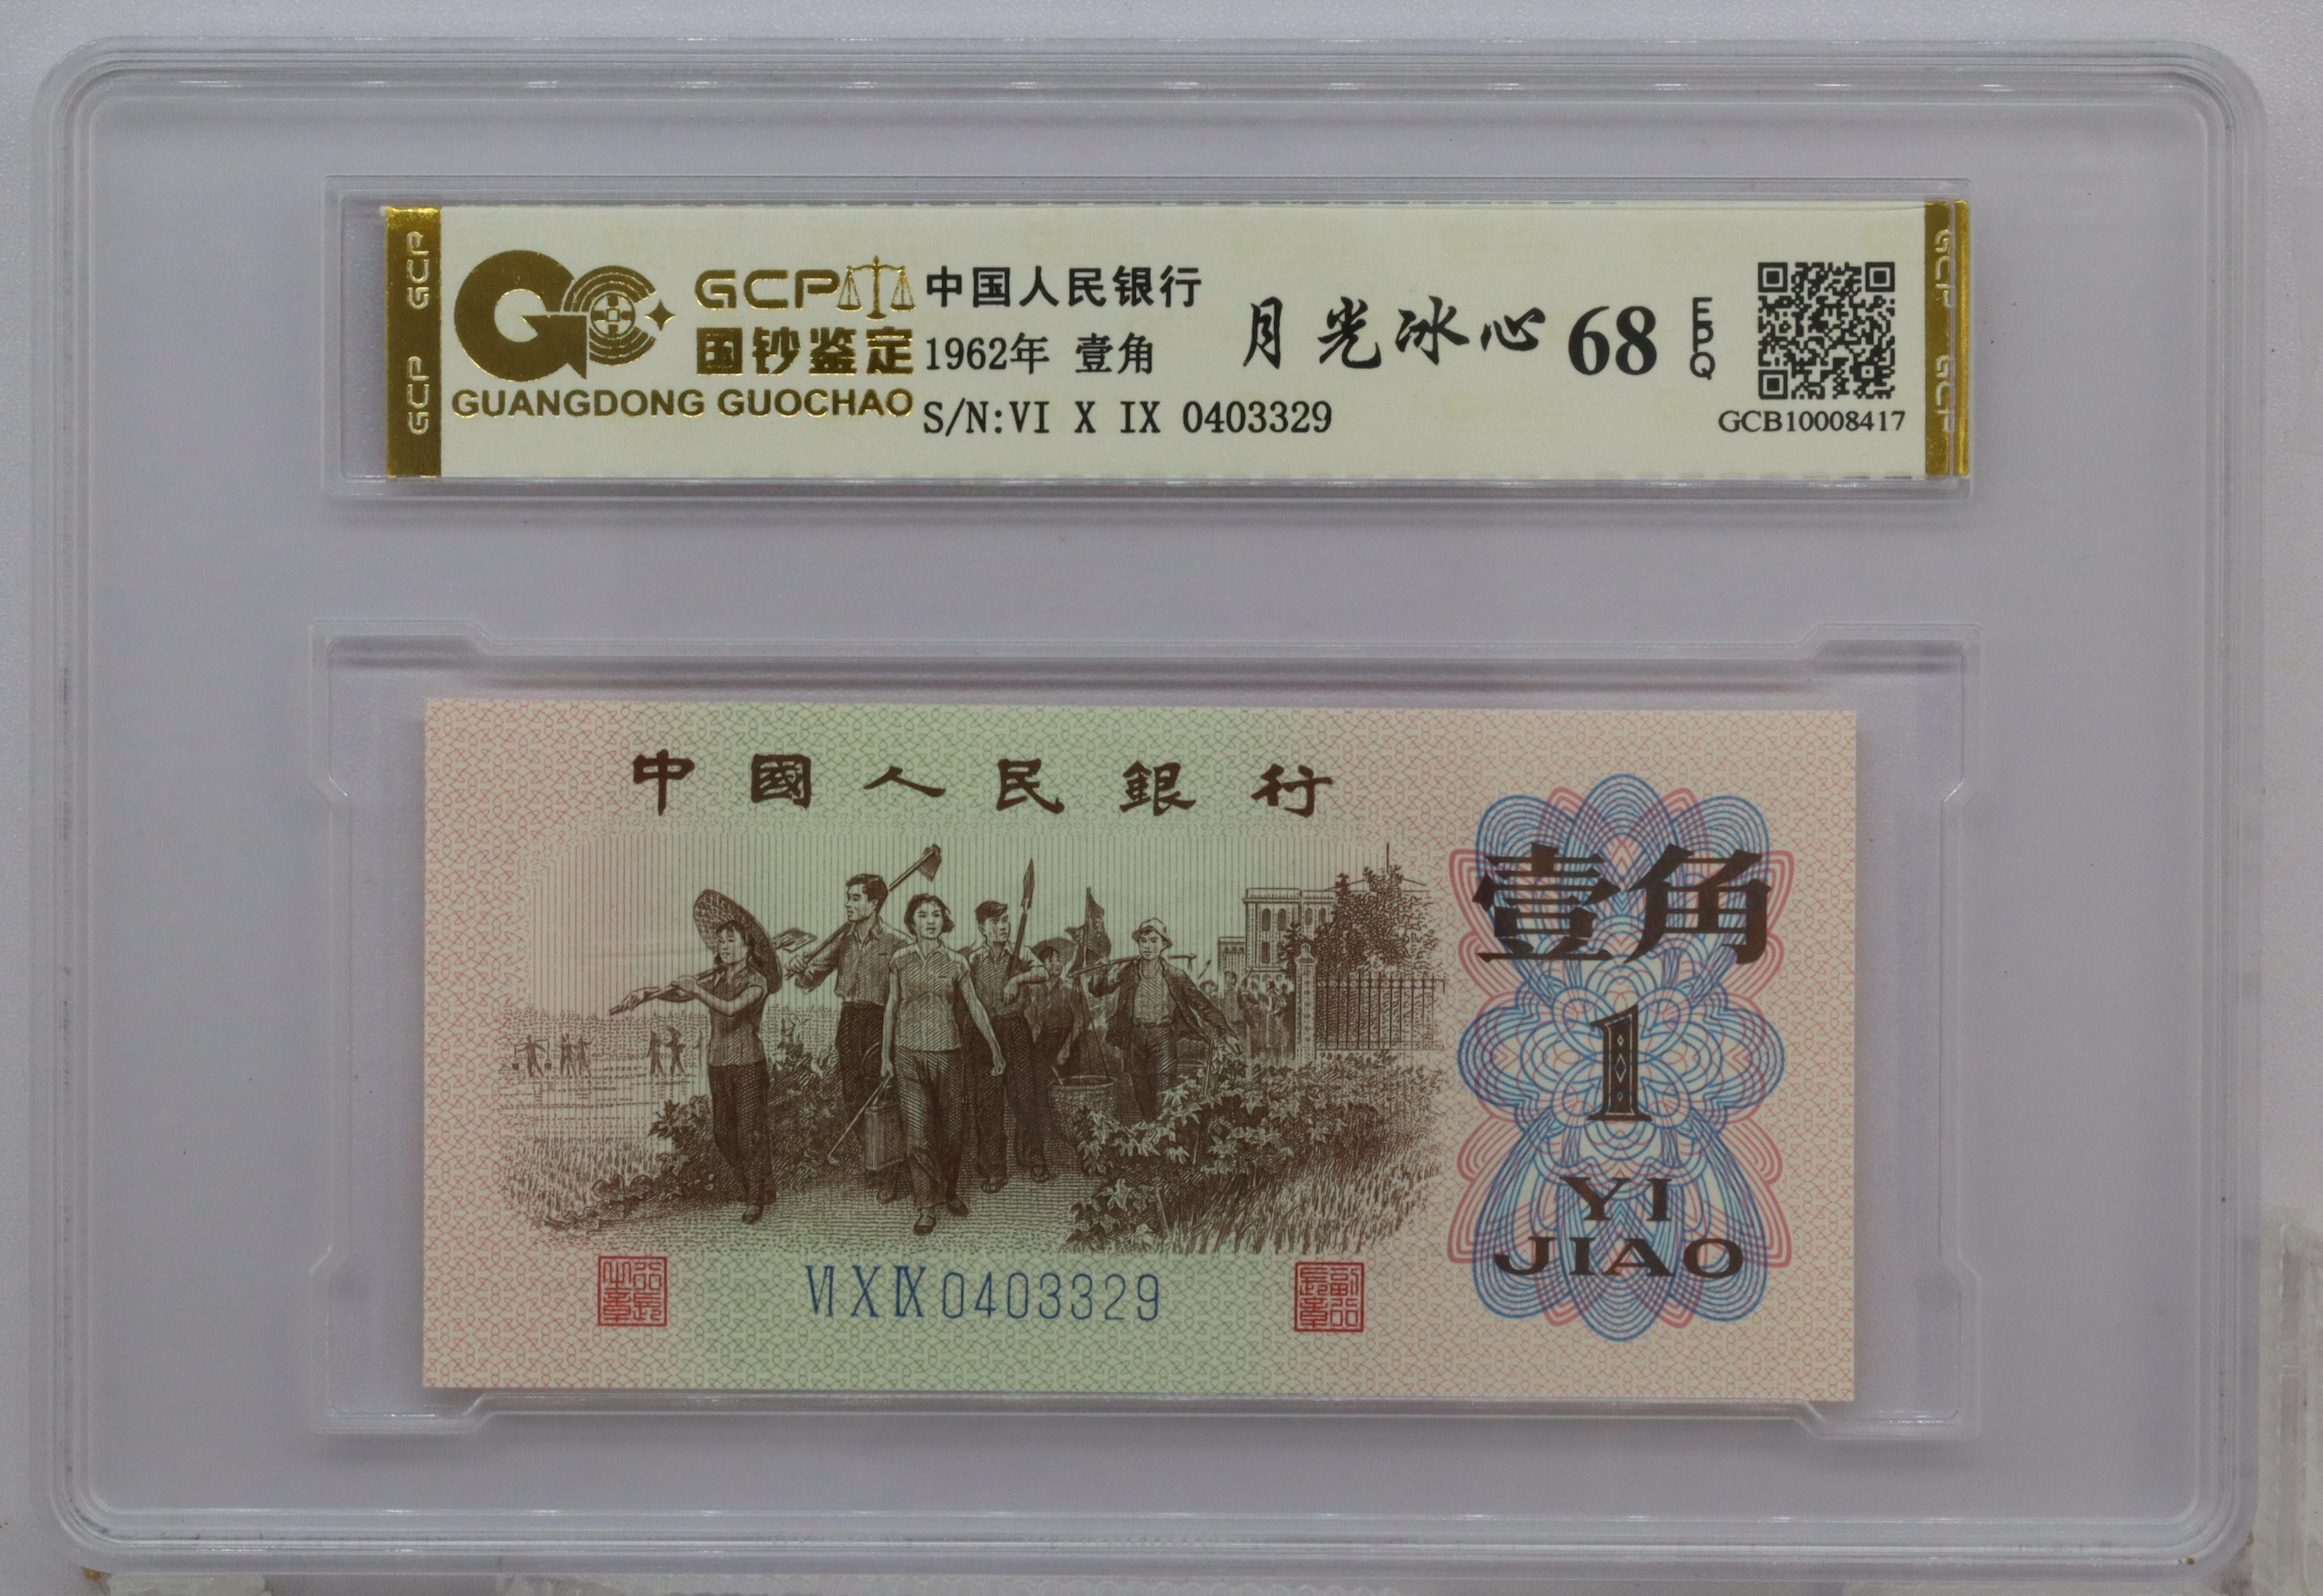 GCP
GCP
GCP
国钞鉴定
GUANGDONG GUOCHAO
中国人民银行
1962年 壹角
S/N:VI X IX 0403329
月光冰心 68 EPQ
GCB10008417
GCP
GCP
中國人民銀行
壹角
1
YI
JIAO
VI X IX 0403329